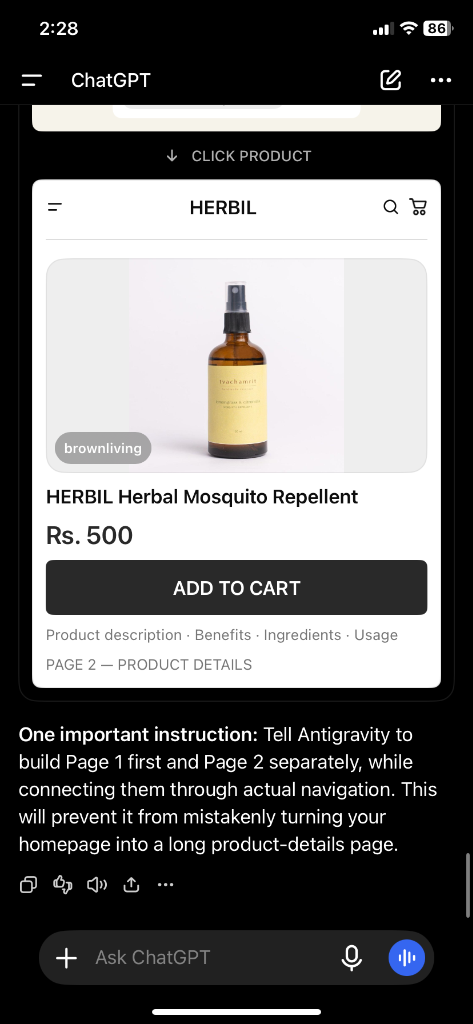 2:28
86
ChatGPT
CLICK PRODUCT
HERBIL
brownliving
HERBIL Herbal Mosquito Repellent
Rs. 500
ADD TO CART
Product description · Benefits · Ingredients · Usage
PAGE 2 — PRODUCT DETAILS
One important instruction: Tell Antigravity to
build Page 1 first and Page 2 separately, while
connecting them through actual navigation. This
will prevent it from mistakenly turning your
homepage into a long product-details page.
Ask ChatGPT